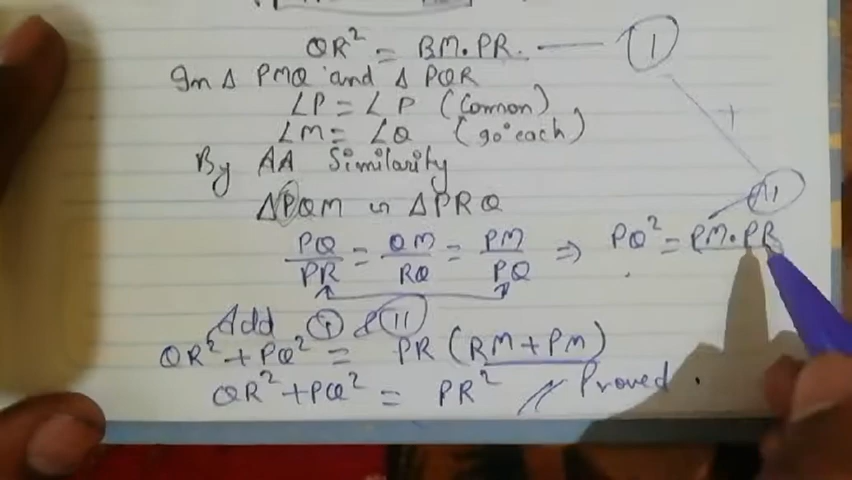 QR² = BM.PR. — I
In Δ PMQ and Δ PQR
∠P = ∠P (Common)
∠M = ∠Q (90° each)
+
By AA Similarity
ΔPQM ~ ΔPRQ
II
PQ/PR = QM/RQ = PM/PQ ⇒ PQ² = PM.PR
Add I & II
QR² + PQ² = PR (RM + PM)
QR² + PQ² = PR² // Proved.